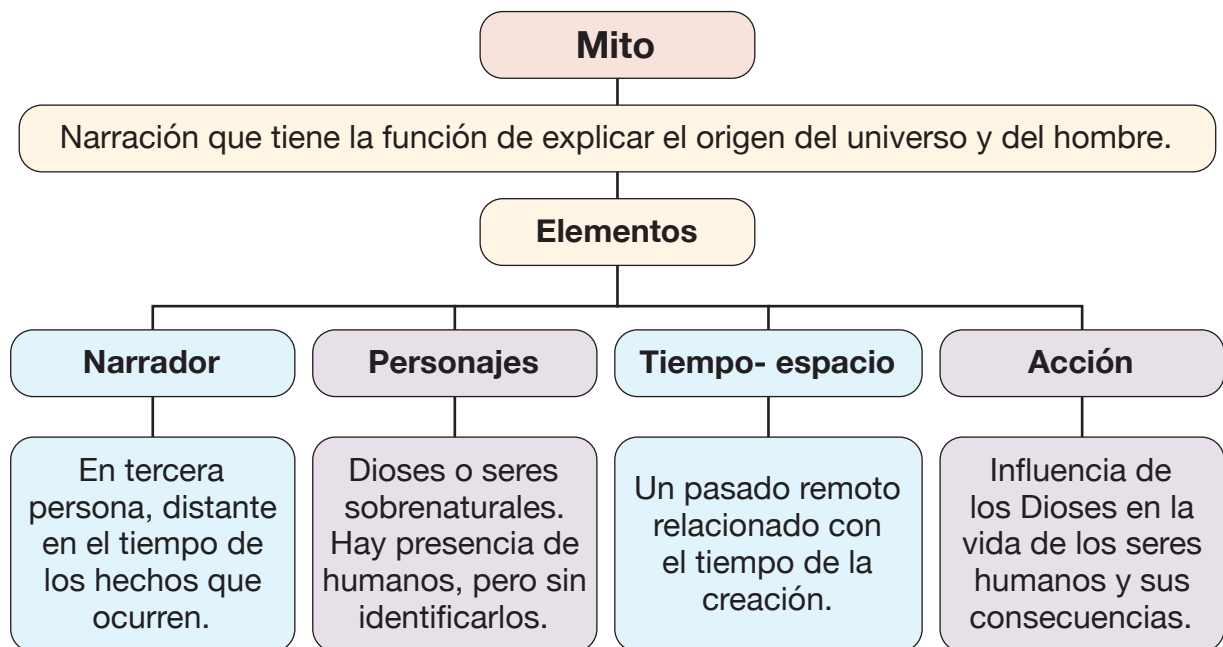 Mito
Narración que tiene la función de explicar el origen del universo y del hombre.
Elementos
Narrador
En tercera
persona, distante
en el tiempo de
los hechos que
ocurren.
Personajes
Dioses o seres
sobrenaturales.
Hay presencia de
humanos, pero sin
identificarlos.
Tiempo- espacio
Un pasado remoto
relacionado con
el tiempo de la
creación.
Acción
Influencia de
los Dioses en la
vida de los seres
humanos y sus
consecuencias.